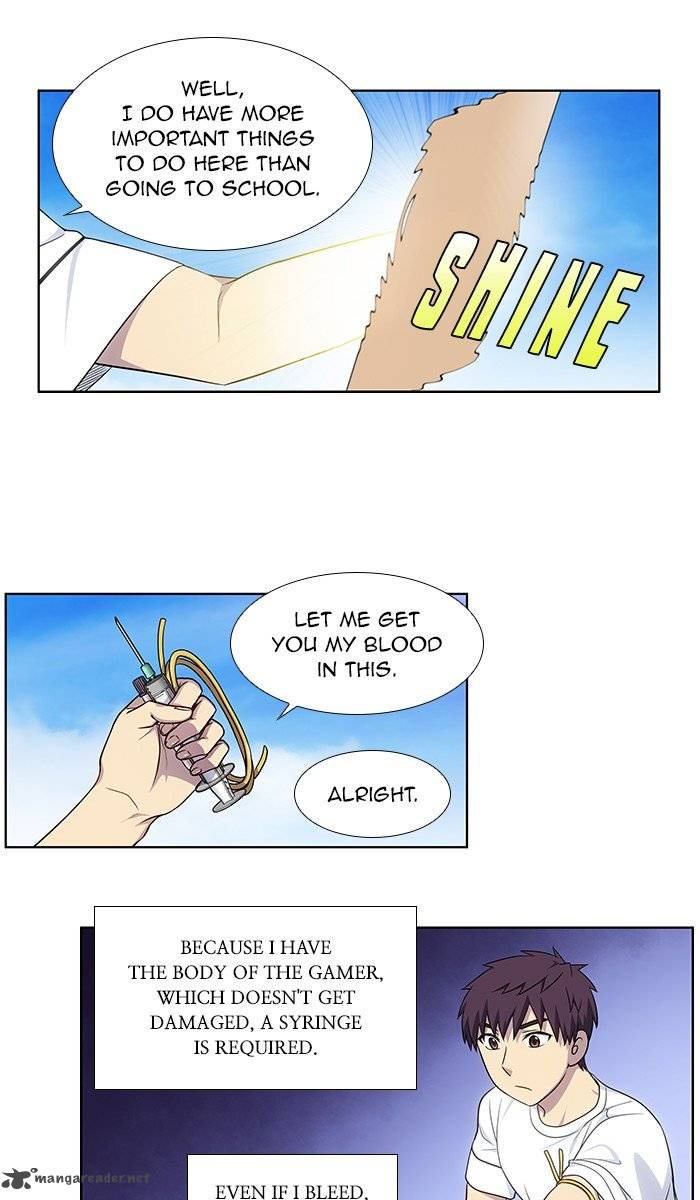 WELL,
I DO HAVE MORE
IMPORTANT THINGS
TO DO HERE THAN
GOING TO SCHOOL.
SHINE
LET ME GET
YOU MY BLOOD
IN THIS.
ALRIGHT.
BECAUSE I HAVE
THE BODY OF THE GAMER,
WHICH DOESN'T GET
DAMAGED, A SYRINGE
IS REQUIRED.
EVEN IF I BLEED,
mangareader.net